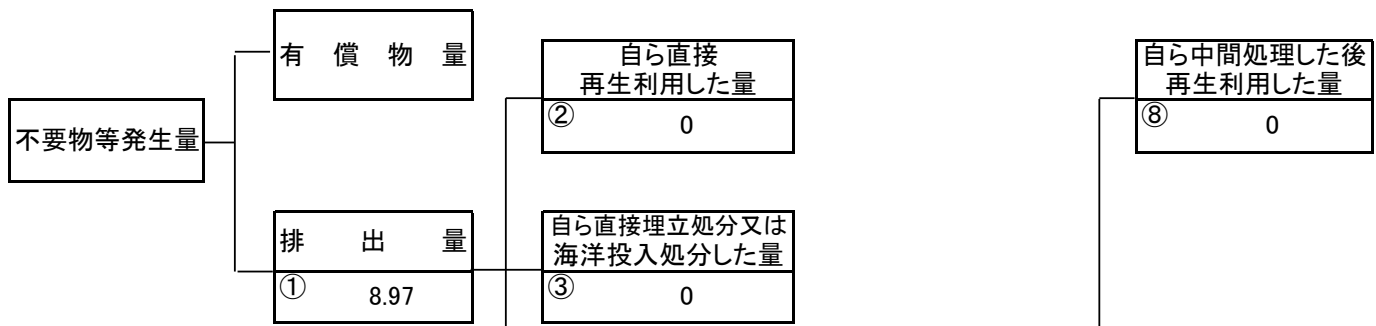 有償物量
自ら直接
再生利用した量
② 0
自ら中間処理した後
再生利用した量
⑧ 0
不要物等発生量
排出量
① 8.97
自ら直接埋立処分又は
海洋投入処分した量
③ 0